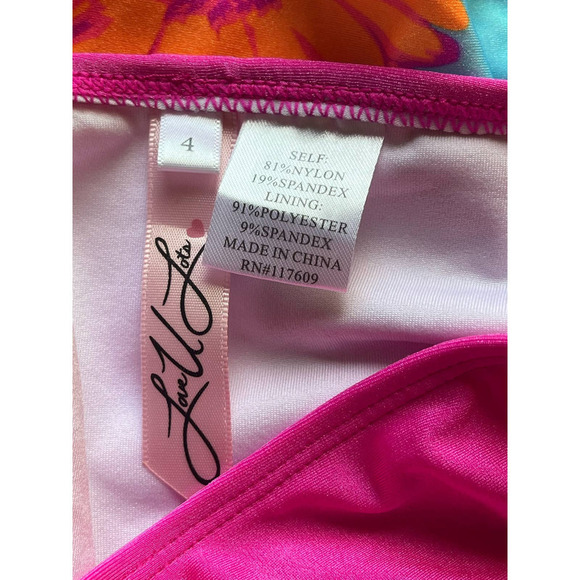 4
SELF:
81%NYLON
19%SPANDEX
LINING:
91%POLYESTER
9%SPANDEX
MADE IN CHINA
RN#117609
Love U Lots